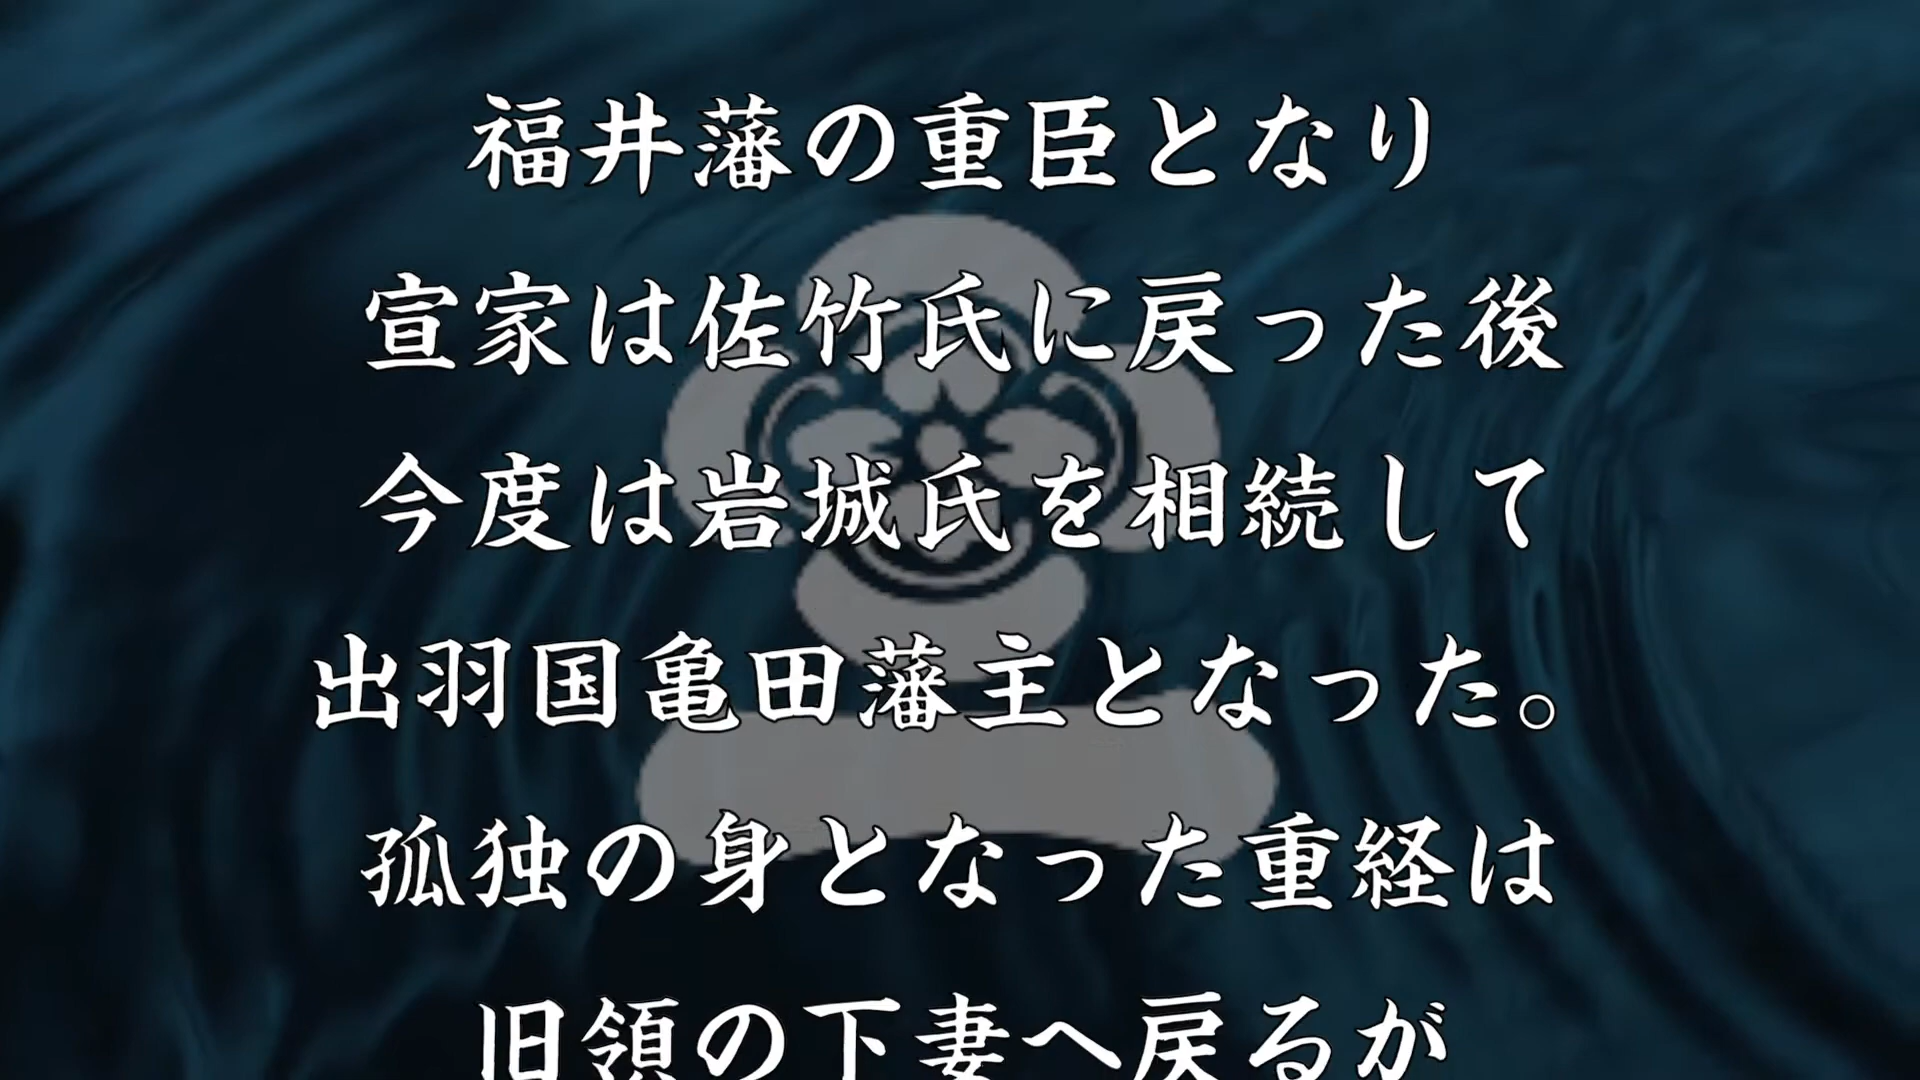 福井藩の重臣となり
宣家は佐竹氏に戻った後
今度は岩城氏を相続して
出羽国亀田藩主となった。
孤独の身となった重経は
旧領の下妻へ戻るが